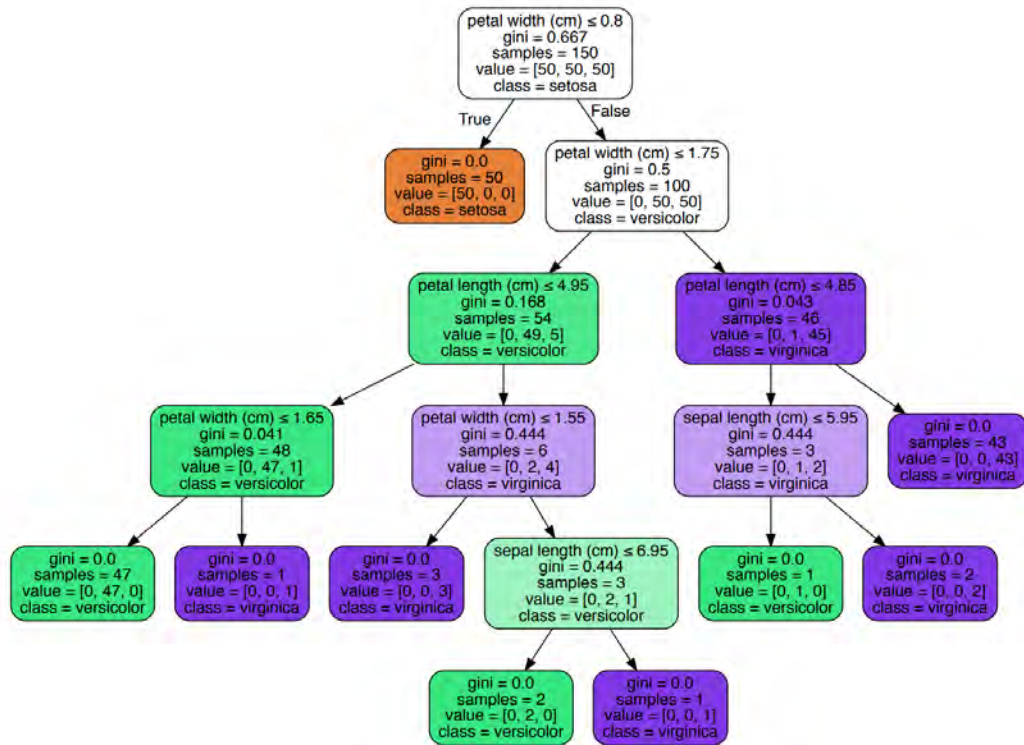 petal width (cm) ≤ 0.8
gini = 0.667
samples = 150
value = [50, 50, 50]
class = setosa
True
False
gini = 0.0
samples = 50
value = [50, 0, 0]
class = setosa
petal width (cm) ≤ 1.75
gini = 0.5
samples = 100
value = [0, 50, 50]
class = versicolor
petal length (cm) ≤ 4.95
gini = 0.168
samples = 54
value = [0, 49, 5]
class = versicolor
petal length (cm) ≤ 4.85
gini = 0.043
samples = 46
value = [0, 1, 45]
class = virginica
petal width (cm) ≤ 1.65
gini = 0.041
samples = 48
value = [0, 47, 1]
class = versicolor
petal width (cm) ≤ 1.55
gini = 0.444
samples = 6
value = [0, 2, 4]
class = virginica
sepal length (cm) ≤ 5.95
gini = 0.444
samples = 3
value = [0, 1, 2]
class = virginica
gini = 0.0
samples = 43
value = [0, 0, 43]
class = virginica
gini = 0.0
samples = 47
value = [0, 47, 0]
class = versicolor
gini = 0.0
samples = 1
value = [0, 0, 1]
class = virginica
gini = 0.0
samples = 3
value = [0, 0, 3]
class = virginica
sepal length (cm) ≤ 6.95
gini = 0.444
samples = 3
value = [0, 2, 1]
class = versicolor
gini = 0.0
samples = 1
value = [0, 1, 0]
class = versicolor
gini = 0.0
samples = 2
value = [0, 0, 2]
class = virginica
gini = 0.0
samples = 2
value = [0, 2, 0]
class = versicolor
gini = 0.0
samples = 1
value = [0, 0, 1]
class = virginica